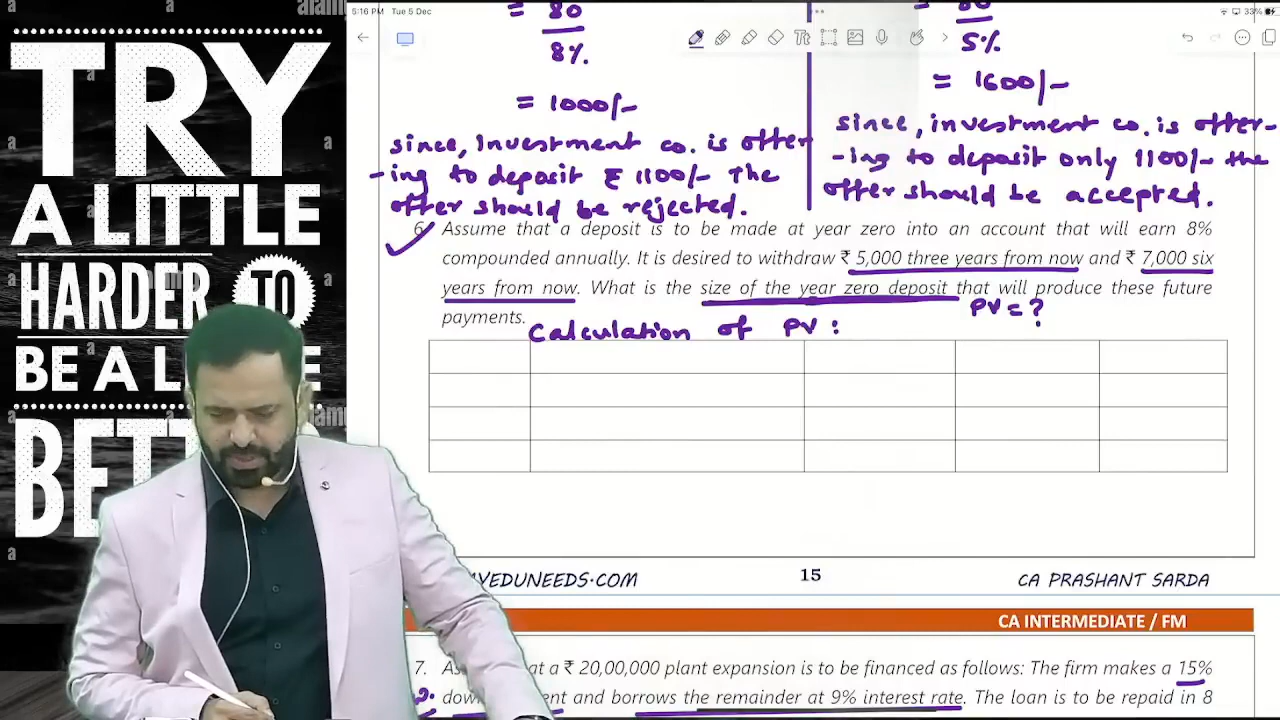 TRY
A LITTLE
HARDER TO
BE A L
BET
a
alamy
5:16 PM Tue 5 Dec
33%
= 80
8%
= 1000/-
since, investment co. is offer
-ing to deposit ₹ 1100/- The
offer should be rejected.
5%
= 1600/-
since, investment co. is offer-
-ing to deposit only 1100/- the
offer should be accepted.
6. Assume that a deposit is to be made at year zero into an account that will earn 8%
compounded annually. It is desired to withdraw ₹ 5,000 three years from now and ₹ 7,000 six
years from now. What is the size of the year zero deposit that will produce these future
payments.
PV-
Calculation of PV :
YEDUNEEDS.COM
15
CA PRASHANT SARDA
CA INTERMEDIATE / FM
7. at a ₹ 20,00,000 plant expansion is to be financed as follows: The firm makes a 15%
and borrows the remainder at 9% interest rate. The loan is to be repaid in 8